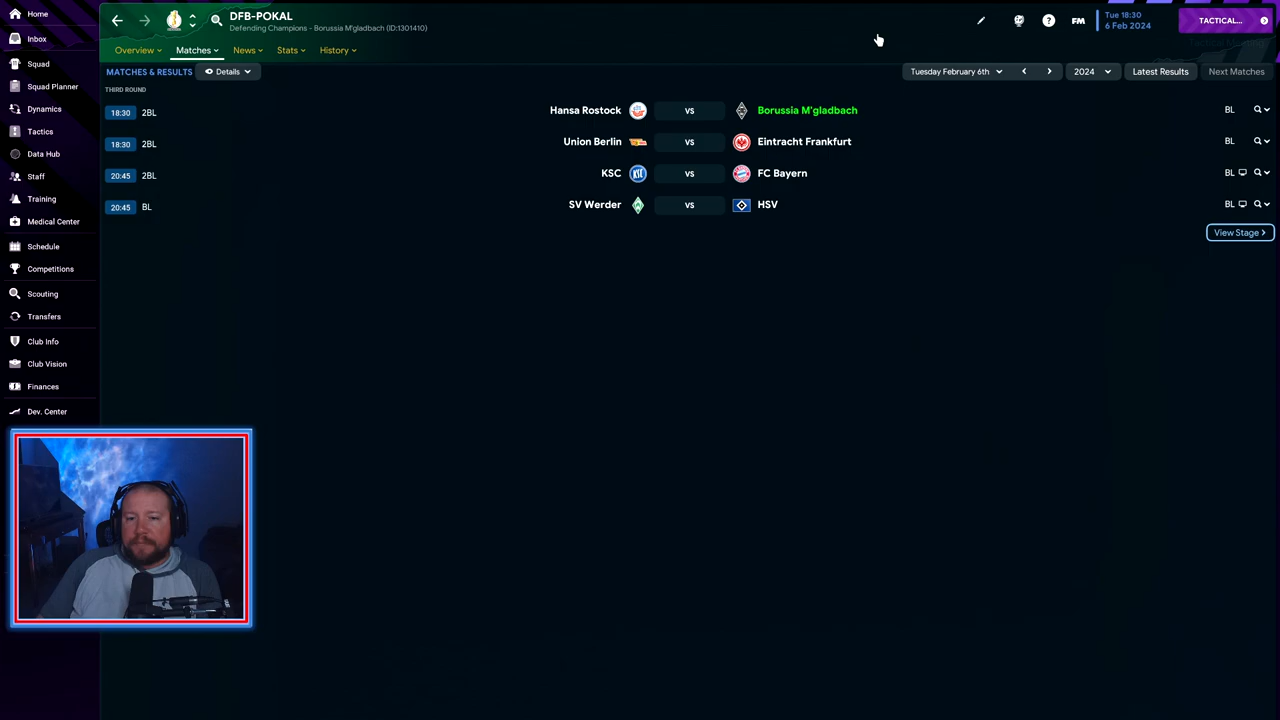 Home
Inbox
Squad
Squad Planner
Dynamics
Tactics
Data Hub
Staff
Training
Medical Center
Schedule
Competitions
Scouting
Transfers
Club Info
Club Vision
Finances
Dev. Center
DFB-POKAL
Defending Champions - Borussia M'gladbach (ID:1301410)
? FM Tue 18:30
6 Feb 2024
TACTICAL...
Overview Matches News Stats History
MATCHES & RESULTS Details Tuesday February 6th 2024 Latest Results Next Matches
THIRD ROUND
18:30 2BL Hansa Rostock vs Borussia M'gladbach BL
18:30 2BL Union Berlin vs Eintracht Frankfurt BL
20:45 2BL KSC vs FC Bayern BL
20:45 BL SV Werder vs HSV BL
View Stage >